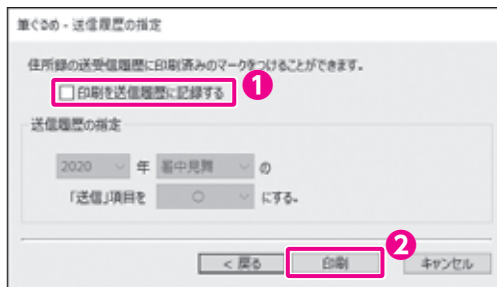 筆ぐるめ - 送信履歴の指定
住所録の送受信履歴に印刷済みのマークをつけることができます。
印刷を送信履歴に記録する
1
送信履歴の指定
2020 年 暑中見舞 の
「送信」項目を ○ にする。
2
< 戻る 印刷 キャンセル